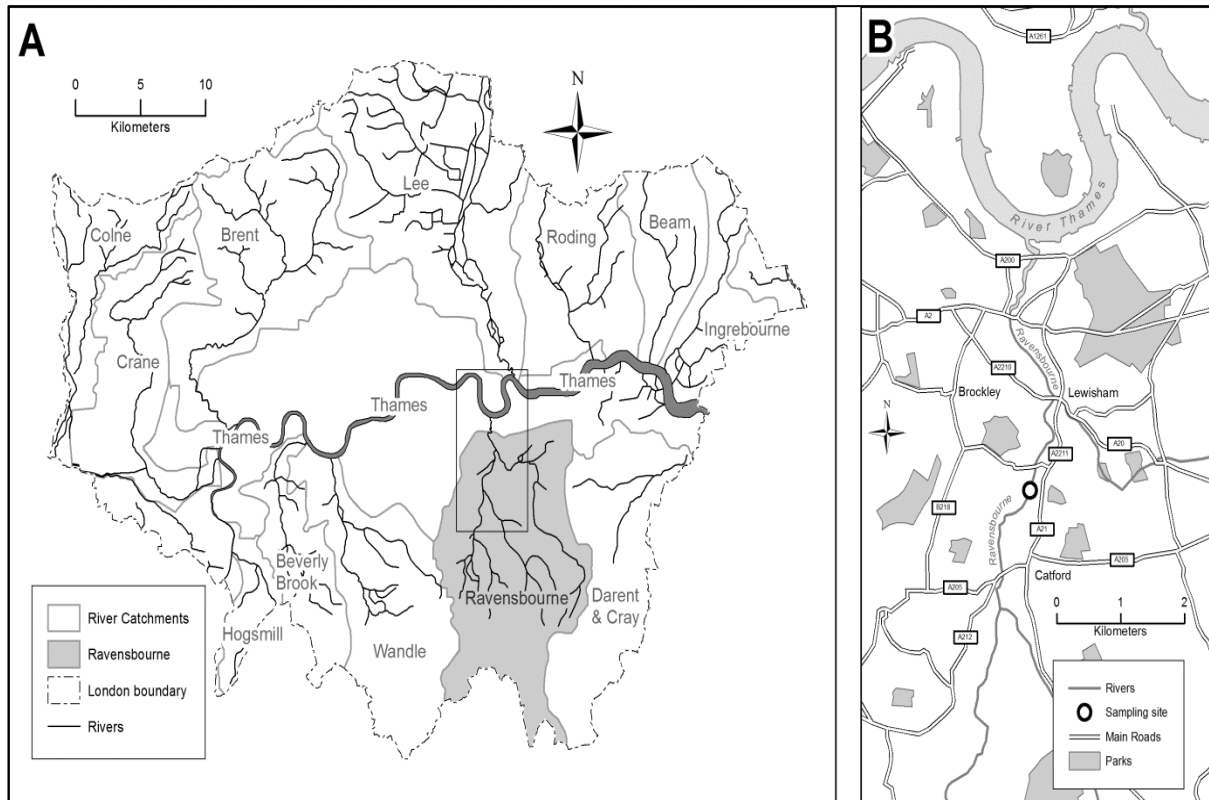 A
0 5 10
Kilometers
N
Lee
Colne
Brent
Roding
Beam
Crane
Ingrebourne
Thames
Thames
Thames
Beverly
Brook
Ravensbourne
Darent
& Cray
Hogsmill
Wandle
River Catchments
Ravensbourne
London boundary
Rivers
B
A1261
River Thames
A200
A2
Ravensbourne
A2210
Brockley
Lewisham
N
A20
A2211
B218
Ravensbourne
A21
A205
Catford
A205
0 1 2
Kilometers
A212
Rivers
Sampling site
Main Roads
Parks